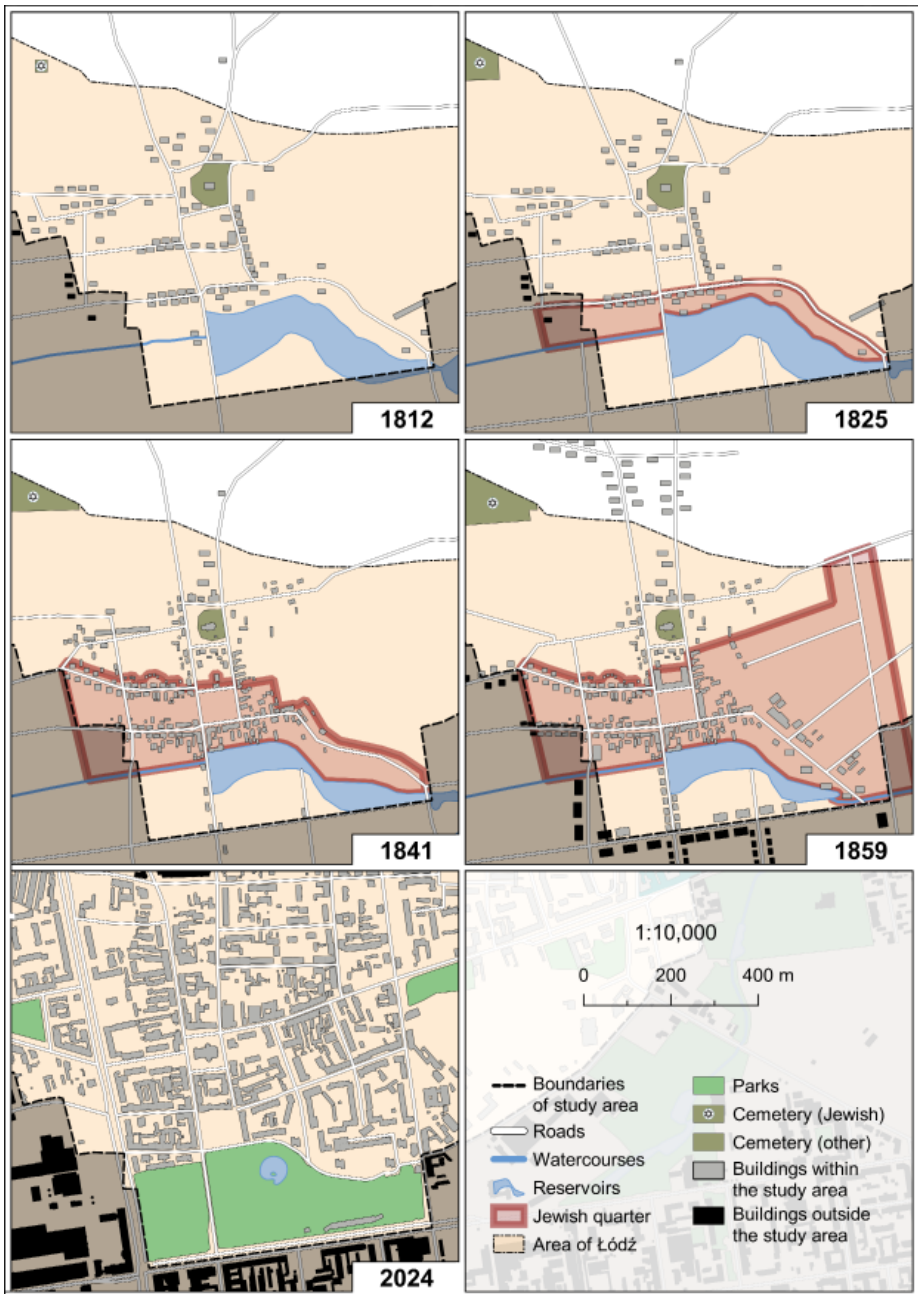 1812
1825
1841
1859
2024
1:10,000
0 200 400 m
Boundaries
of study area
Roads
Watercourses
Reservoirs
Jewish quarter
Area of Łódź
Parks
Cemetery (Jewish)
Cemetery (other)
Buildings within
the study area
Buildings outside
the study area